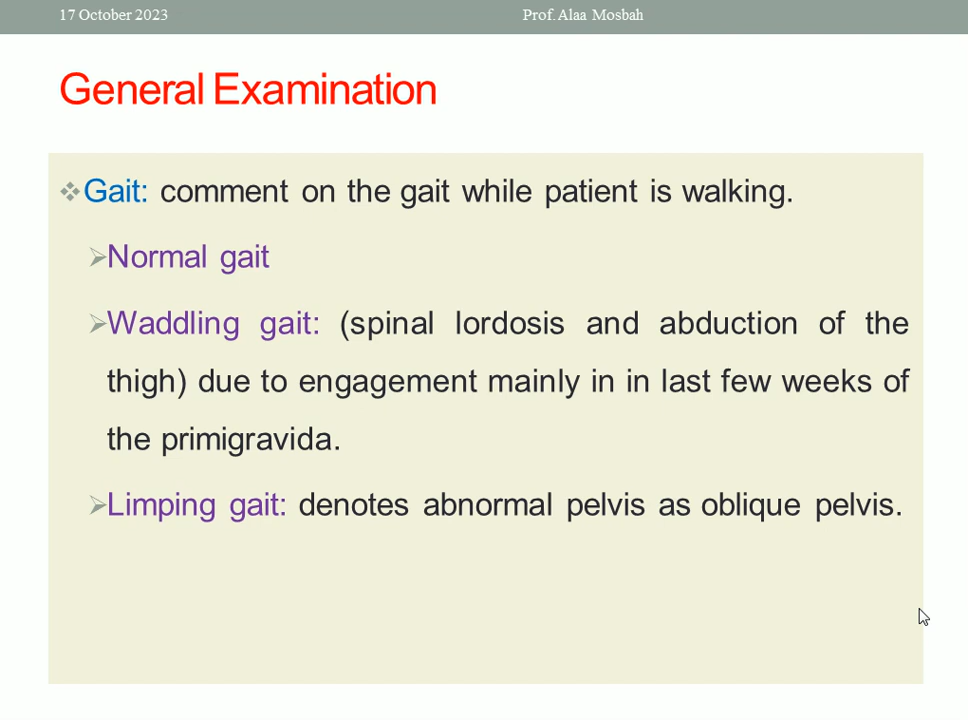 17 October 2023 Prof. Alaa Mosbah
General Examination
Gait: comment on the gait while patient is walking.
Normal gait
Waddling gait: (spinal lordosis and abduction of the
thigh) due to engagement mainly in in last few weeks of
the primigravida.
Limping gait: denotes abnormal pelvis as oblique pelvis.